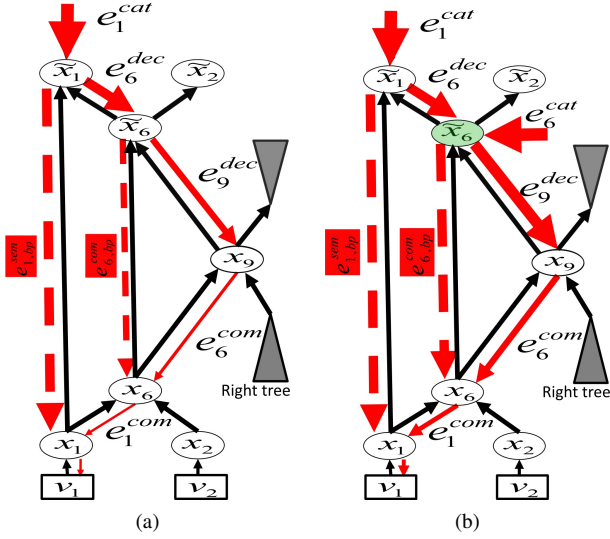 e_1^{cat}
x̃_1
e_6^{dec}
x̃_2
x̃_6
e_9^{dec}
e_{1,bp}^{sem}
e_{6,bp}^{com}
x_9
e_6^{com}
Right tree
x_6
x_1
e_1^{com}
x_2
v_1
v_2
(a)
e_1^{cat}
x̃_1
e_6^{dec}
x̃_2
x̃_6
e_6^{cat}
e_9^{dec}
e_{1,bp}^{sem}
e_{6,bp}^{com}
x_9
e_6^{com}
Right tree
x_6
x_1
e_1^{com}
x_2
v_1
v_2
(b)